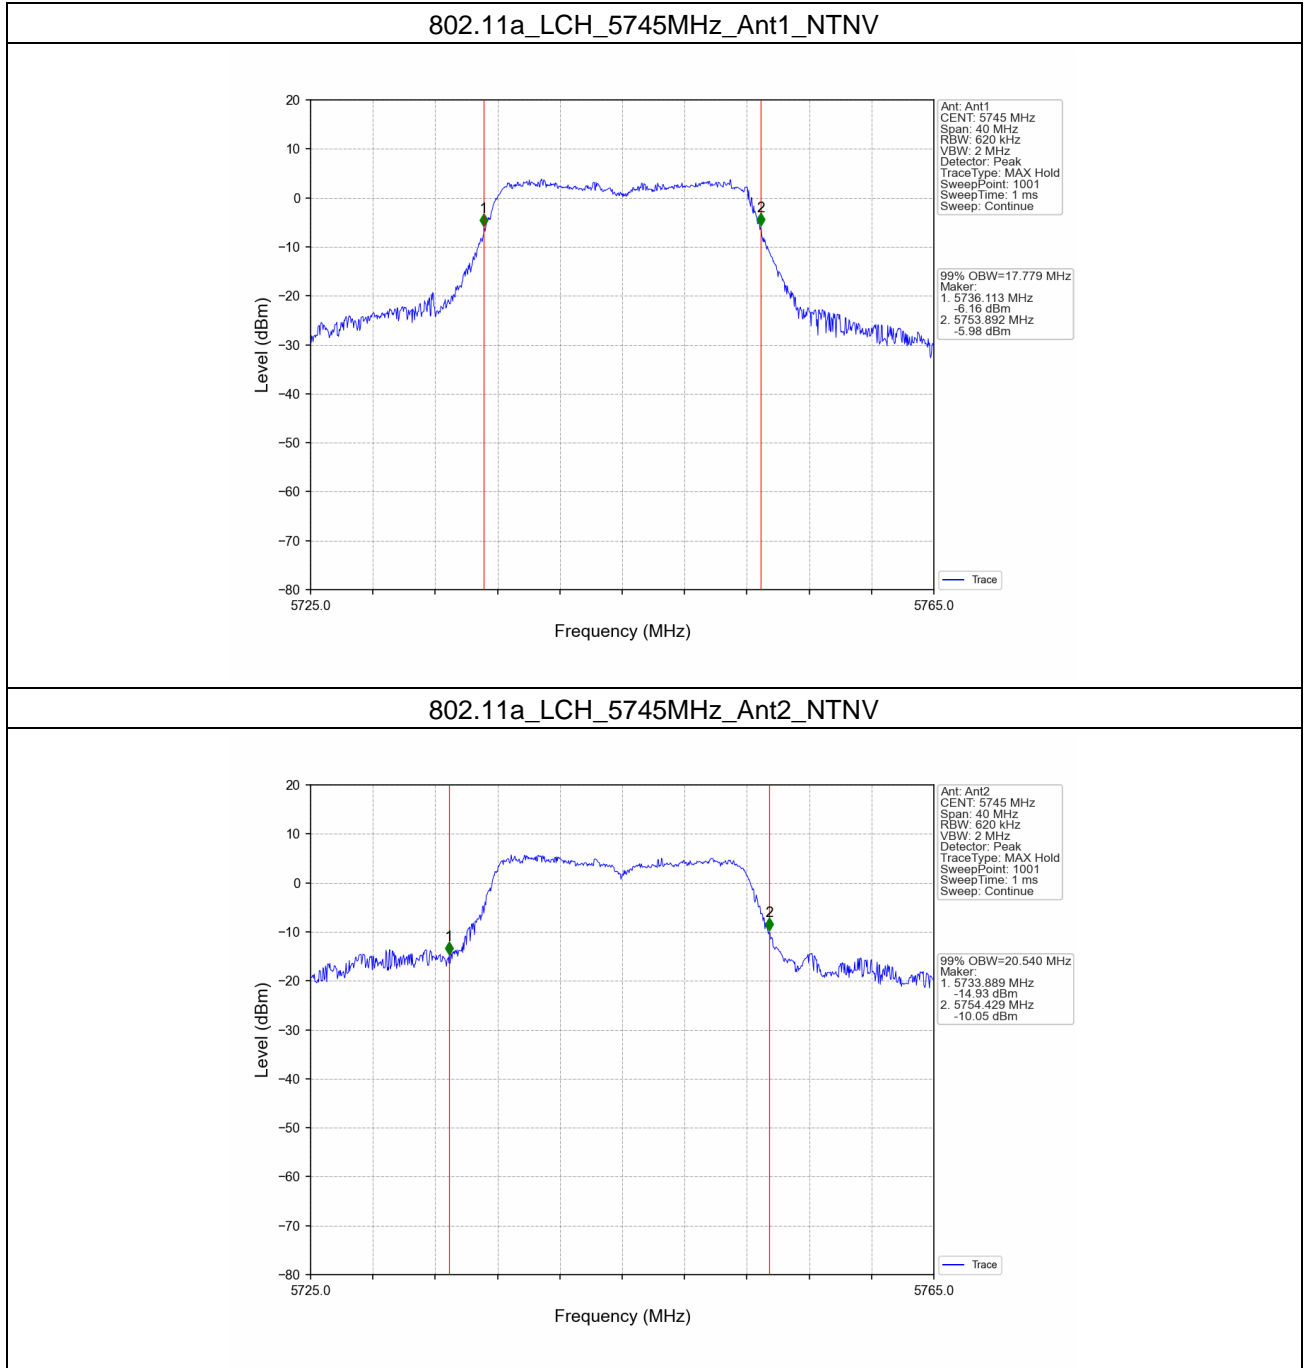 802.11a_LCH_5745MHz_Ant1_NTNV
20
10
0
−10
−20
−30
−40
−50
−60
−70
−80
Level (dBm)
5725.0
5765.0
Frequency (MHz)
1
2
Ant: Ant1
CENT: 5745 MHz
Span: 40 MHz
RBW: 620 kHz
VBW: 2 MHz
Detector: Peak
TraceType: MAX Hold
SweepPoint: 1001
SweepTime: 1 ms
Sweep: Continue
99% OBW=17.779 MHz
Maker:
1. 5736.113 MHz
-6.16 dBm
2. 5753.892 MHz
-5.98 dBm
Trace
802.11a_LCH_5745MHz_Ant2_NTNV
20
10
0
−10
−20
−30
−40
−50
−60
−70
−80
Level (dBm)
5725.0
5765.0
Frequency (MHz)
1
2
Ant: Ant2
CENT: 5745 MHz
Span: 40 MHz
RBW: 620 kHz
VBW: 2 MHz
Detector: Peak
TraceType: MAX Hold
SweepPoint: 1001
SweepTime: 1 ms
Sweep: Continue
99% OBW=20.540 MHz
Maker:
1. 5733.889 MHz
-14.93 dBm
2. 5754.429 MHz
-10.05 dBm
Trace